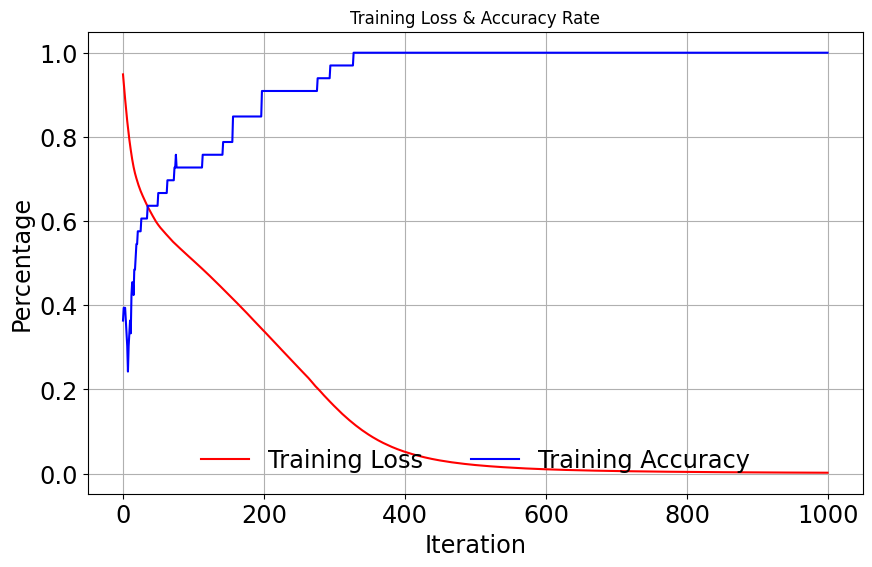 Training Loss & Accuracy Rate
1.0
0.8
0.6
0.4
0.2
0.0
Percentage
Training Loss Training Accuracy
0 200 400 600 800 1000
Iteration